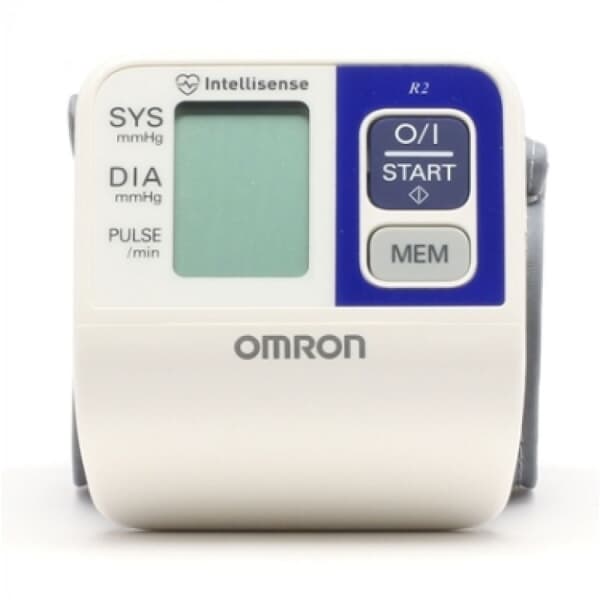 Intellisense
R2
SYS
mmHg
DIA
mmHg
PULSE
/min
O/I
START
MEM
OMRON